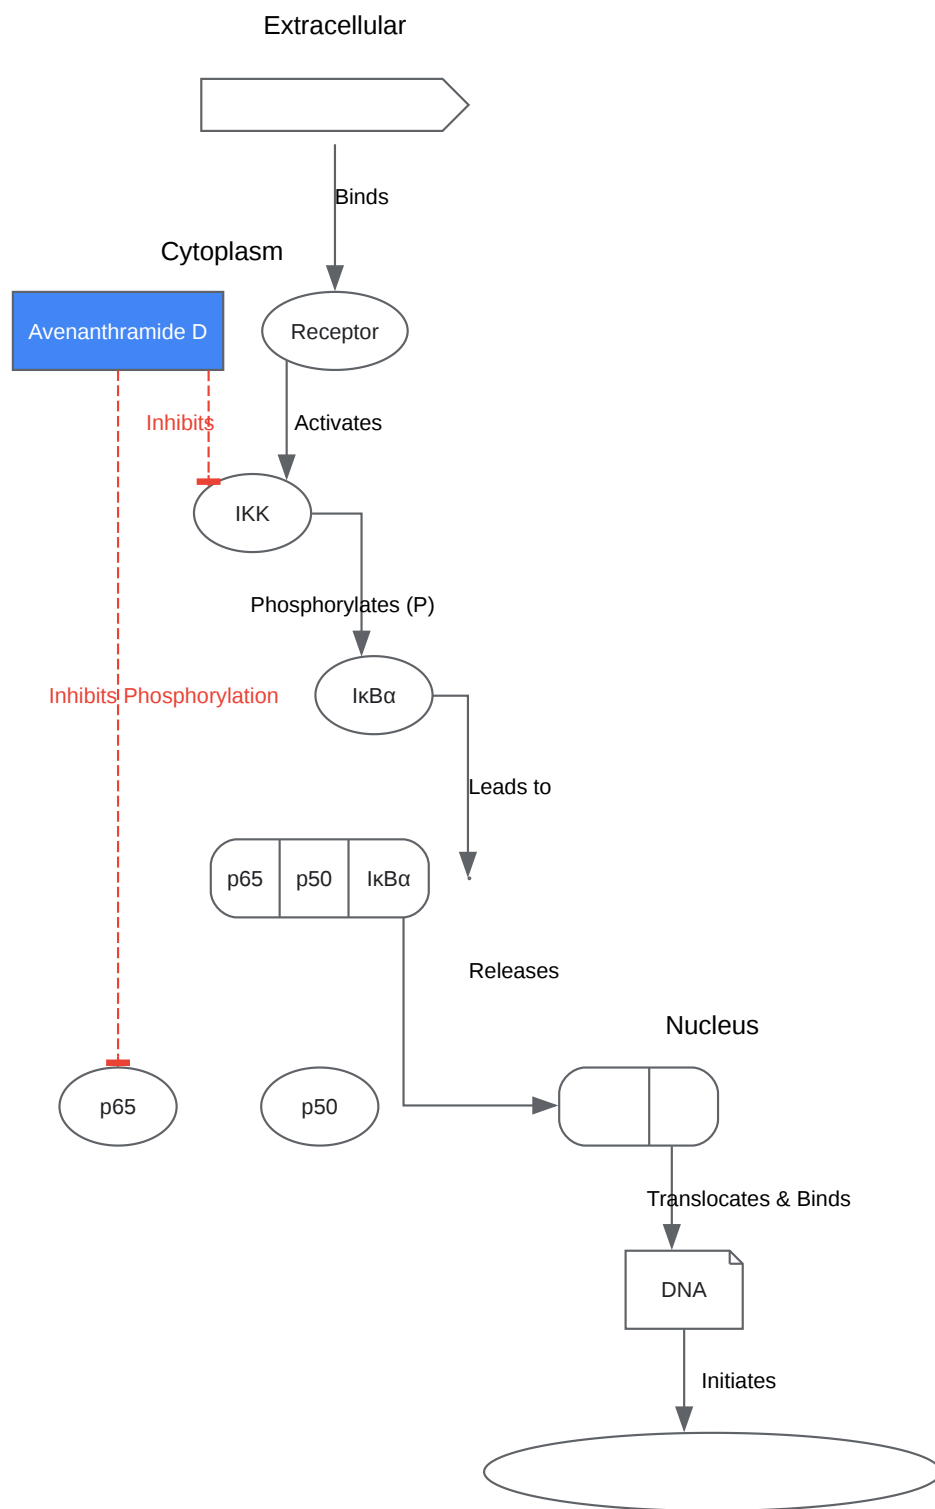 Extracellular
Binds
Cytoplasm
Avenanthramide D
Receptor
Inhibits
Activates
IKK
Phosphorylates (P)
Inhibits Phosphorylation
IκBα
Leads to
p65
p50
IκBα
Releases
Nucleus
p65
p50
Translocates & Binds
DNA
Initiates